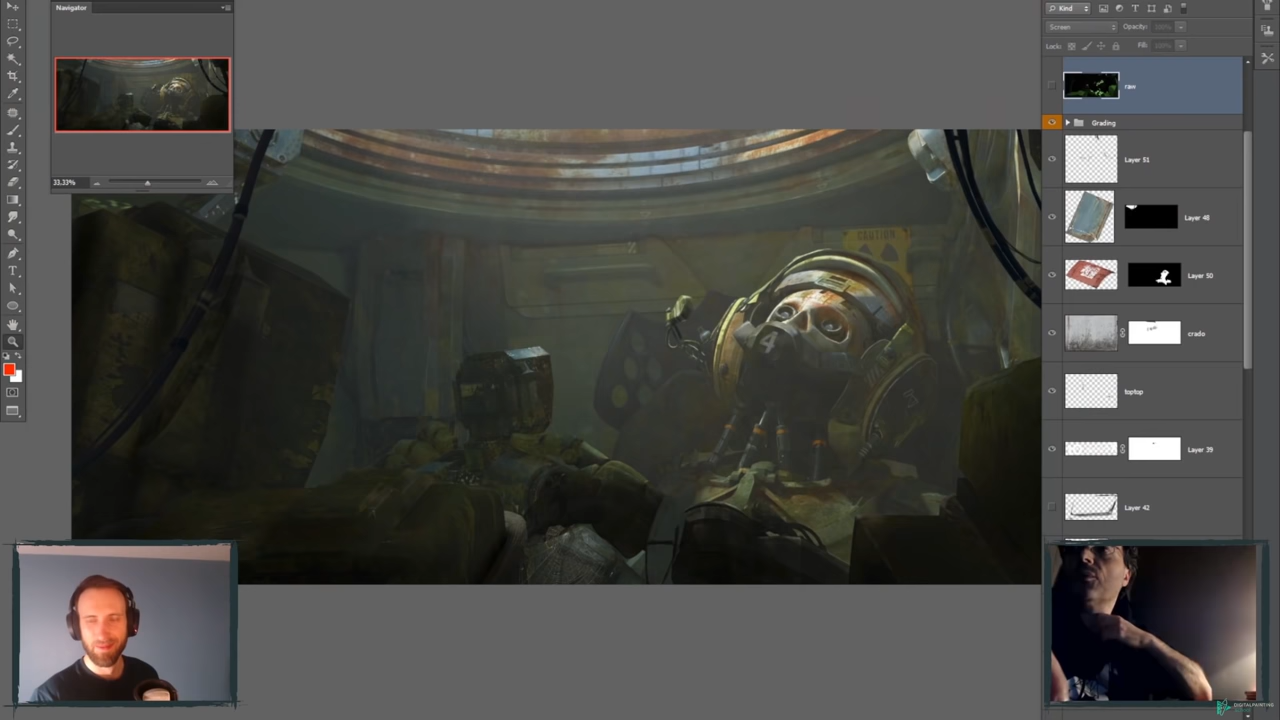 Navigator
33.33%
Kind
Screen
Opacity:
Lock:
Fill:
raw
Grading
Layer 51
Layer 48
Layer 50
crado
toptop
Layer 39
Layer 42
CAUTION
4
DIGITALPAINTING